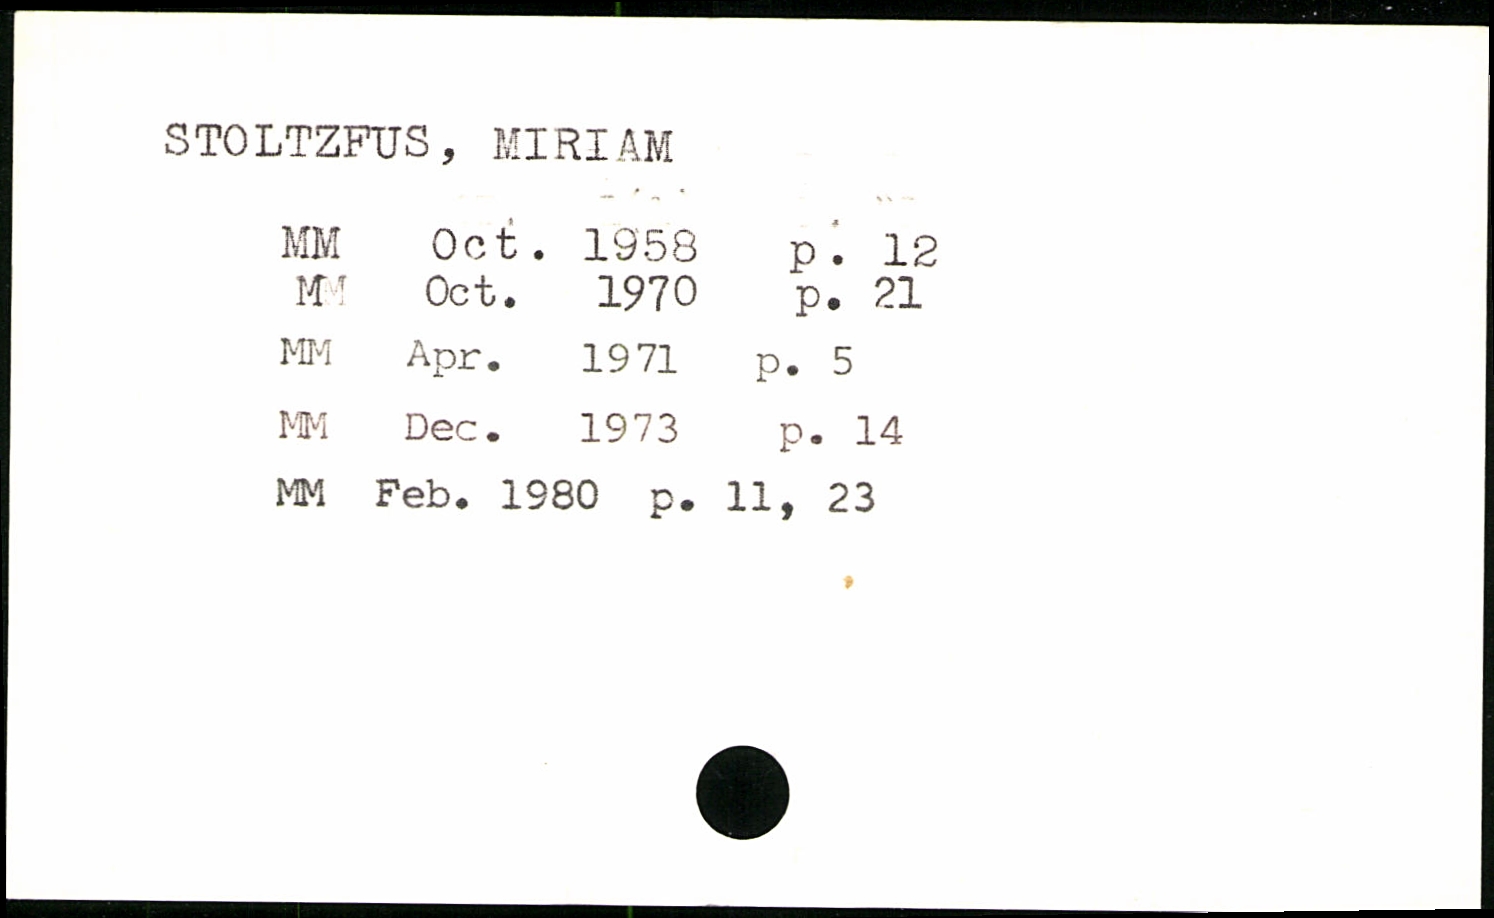 STOLTZFUS, MIRIAM
MM Oct. 1958 p. 12
MM Oct. 1970 p. 21
MM Apr. 1971 p. 5
MM Dec. 1973 p. 14
MM Feb. 1980 p. 11, 23